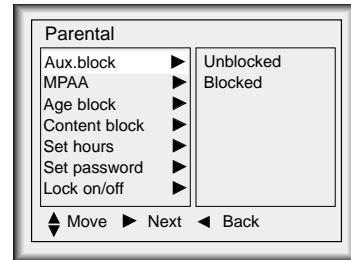 Parental
Aux.block
MPAA
Age block
Content block
Set hours
Set password
Lock on/off
Unblocked
Blocked
Move Next Back